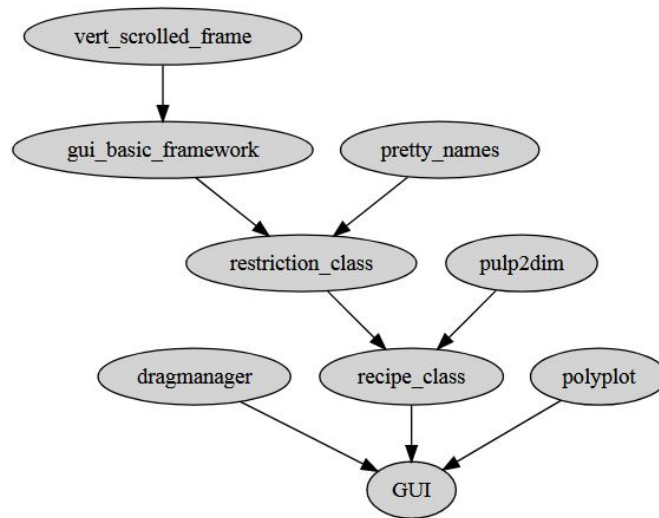 vert_scrolled_frame
gui_basic_framework
pretty_names
restriction_class
pulp2dim
dragmanager
recipe_class
polyplot
GUI